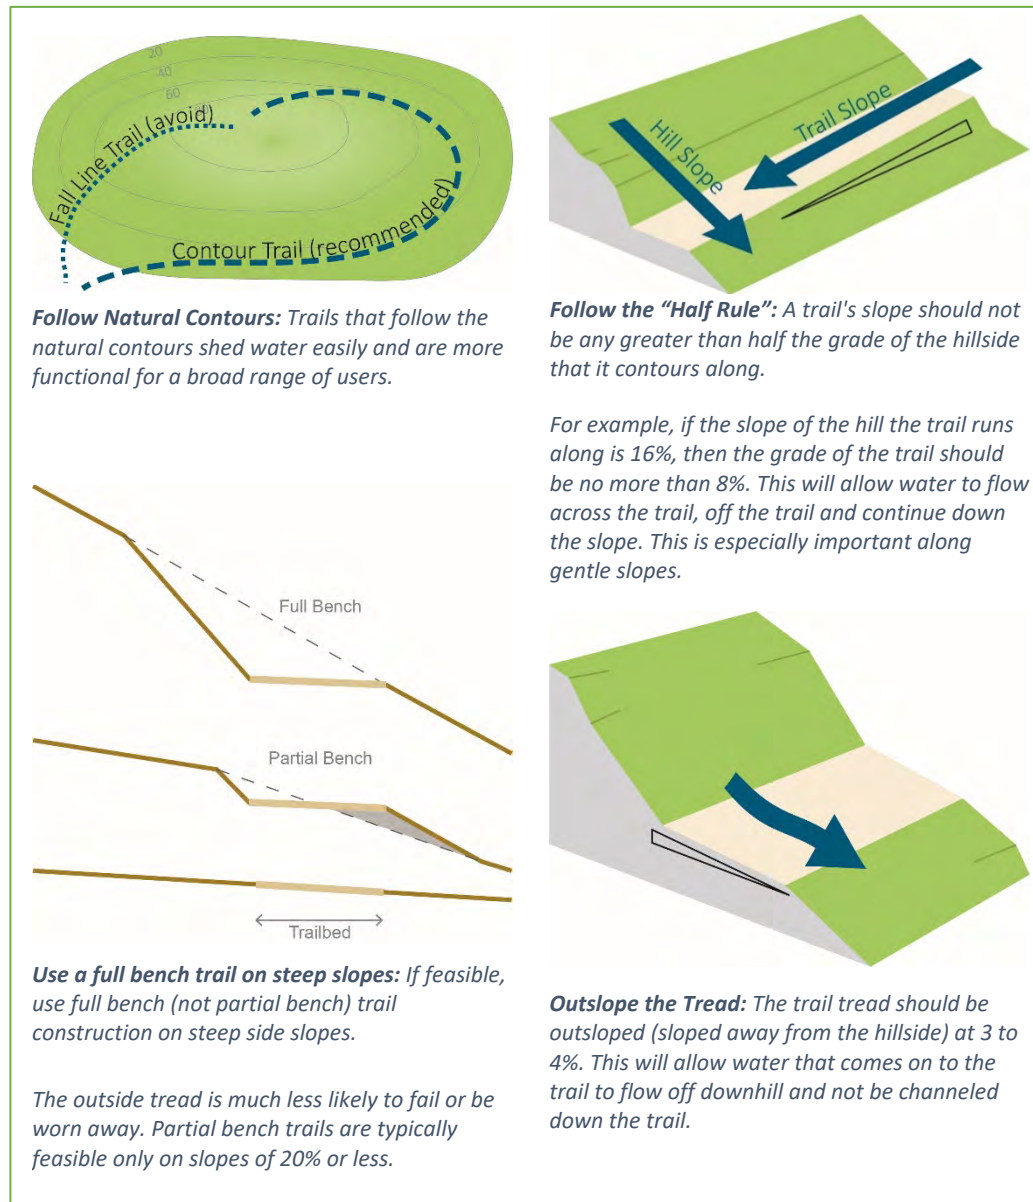 20
40
60
Fall Line Trail (avoid)
Contour Trail (recommended)
Follow Natural Contours: Trails that follow the
natural contours shed water easily and are more
functional for a broad range of users.
Full Bench
Partial Bench
Trailbed
Use a full bench trail on steep slopes: If feasible,
use full bench (not partial bench) trail
construction on steep side slopes.
The outside tread is much less likely to fail or be
worn away. Partial bench trails are typically
feasible only on slopes of 20% or less.
Hill Slope
Trail Slope
Follow the “Half Rule”: A trail's slope should not
be any greater than half the grade of the hillside
that it contours along.
For example, if the slope of the hill the trail runs
along is 16%, then the grade of the trail should
be no more than 8%. This will allow water to flow
across the trail, off the trail and continue down
the slope. This is especially important along
gentle slopes.
Outslope the Tread: The trail tread should be
outsloped (sloped away from the hillside) at 3 to
4%. This will allow water that comes on to the
trail to flow off downhill and not be channeled
down the trail.